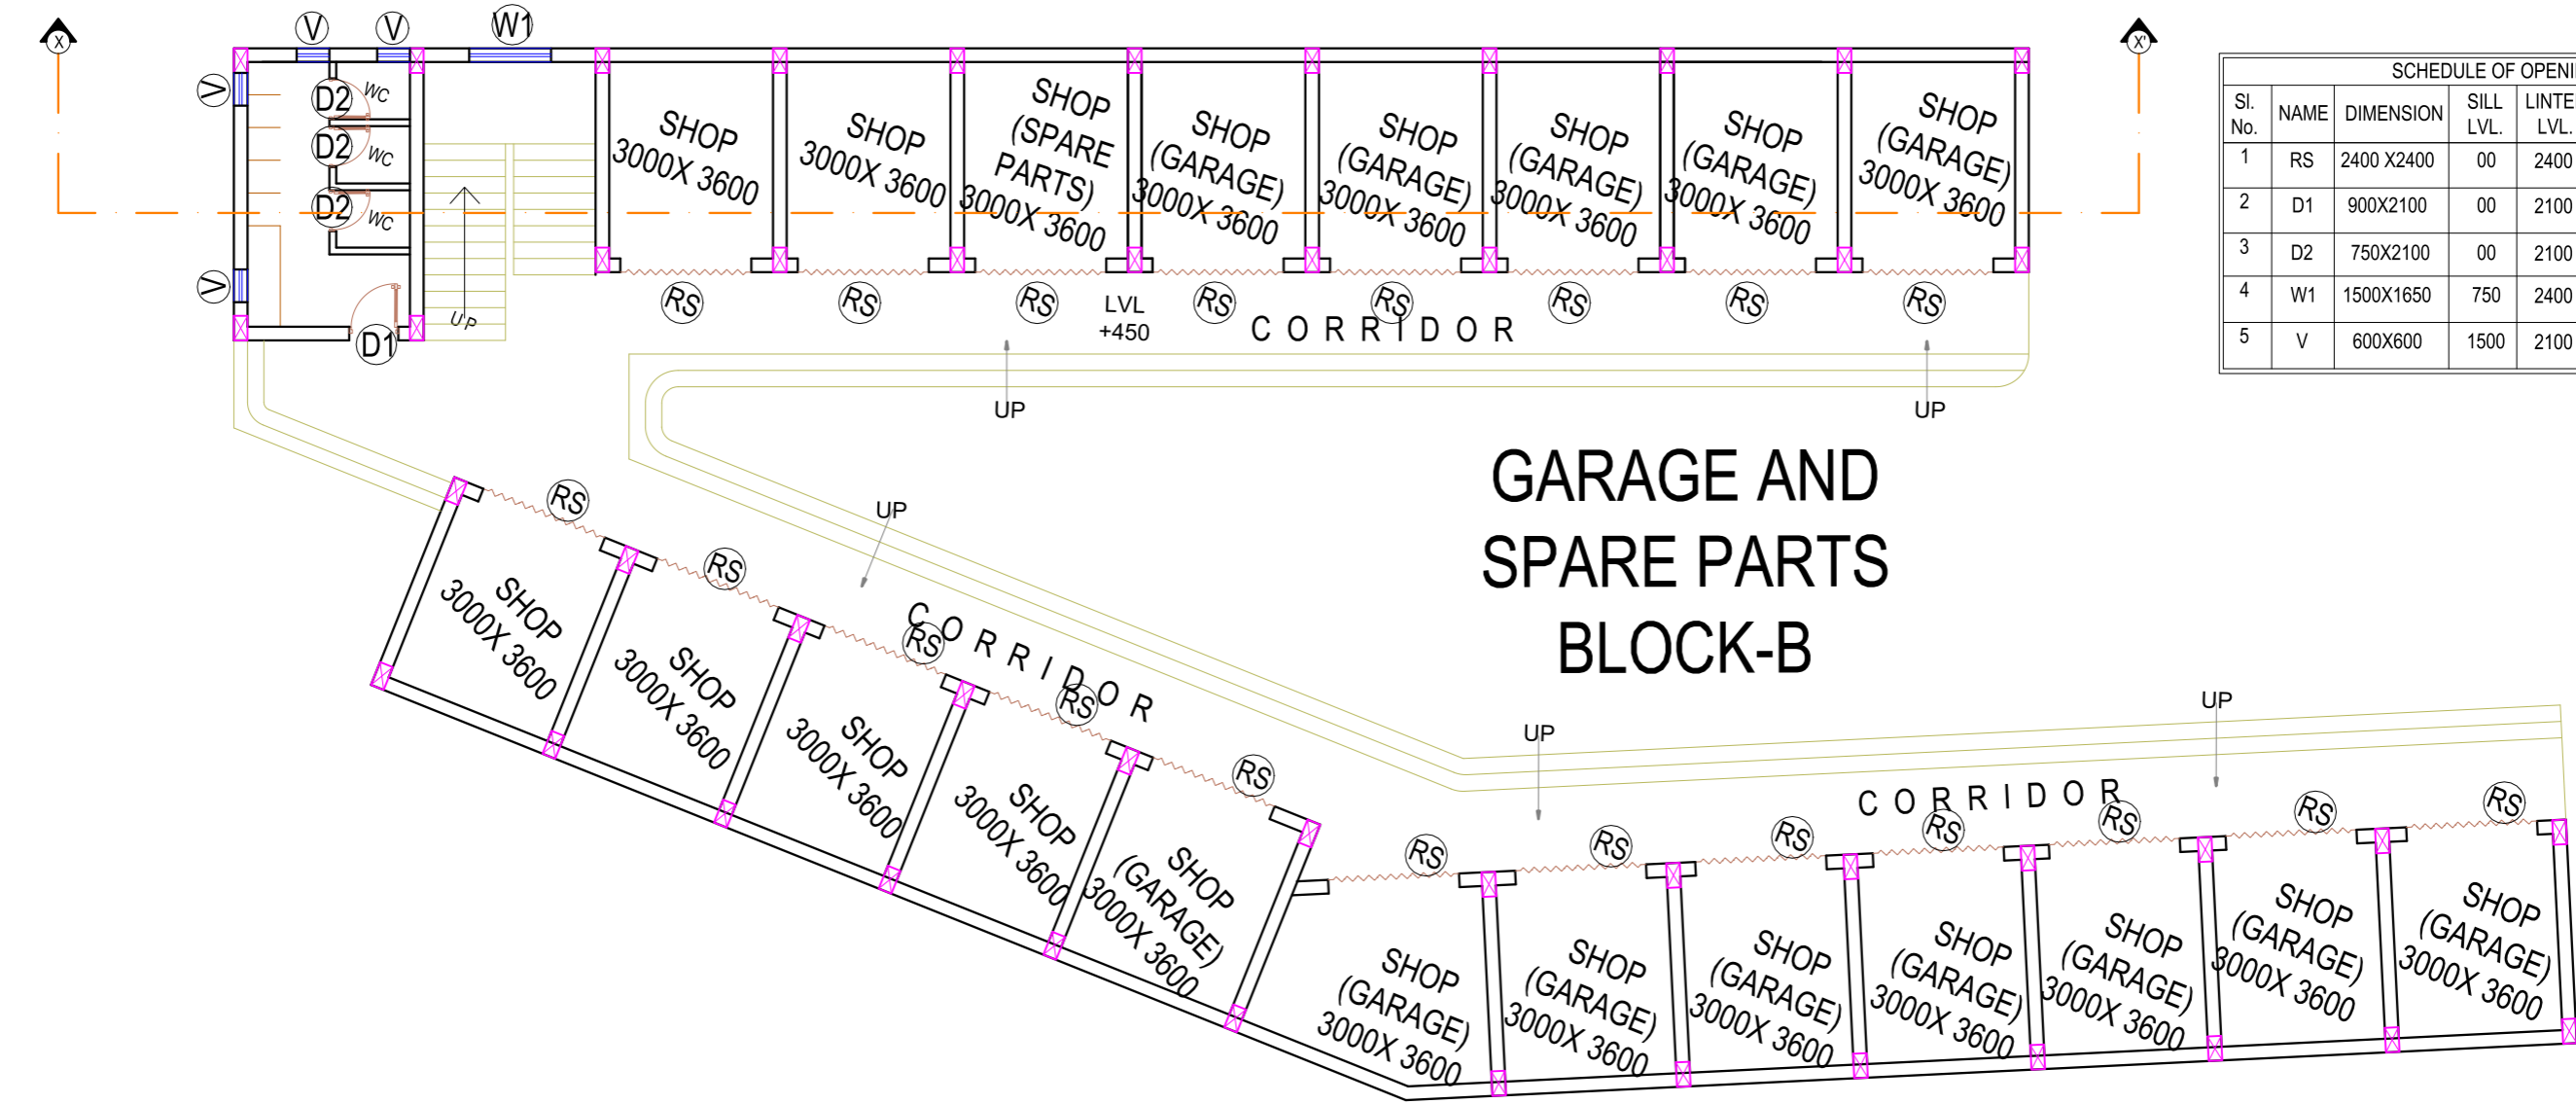 X
V
V
W1
X'
V
V
D2
WC
D2
WC
D2
WC
D1
UP
SHOP
3000X 3600
SHOP
3000X 3600
SHOP
(SPARE
PARTS)
3000X 3600
SHOP
(GARAGE)
3000X 3600
SHOP
(GARAGE)
3000X 3600
SHOP
(GARAGE)
3000X 3600
SHOP
(GARAGE)
3000X 3600
SHOP
(GARAGE)
3000X 3600
RS
RS
RS
RS
RS
RS
RS
RS
LVL
+450
CORRIDOR
UP
UP
SCHEDULE OF OPENI
SI. No. NAME DIMENSION SILL LVL. LINTE LVL.
1 RS 2400 X2400 00 2400
2 D1 900X2100 00 2100
3 D2 750X2100 00 2100
4 W1 1500X1650 750 2400
5 V 600X600 1500 2100
GARAGE AND
SPARE PARTS
BLOCK-B
UP
CORRIDOR
RS
RS
RS
RS
RS
SHOP
3000X 3600
SHOP
3000X 3600
SHOP
3000X 3600
SHOP
3000X 3600
SHOP
(GARAGE)
3000X 3600
UP
UP
CORRIDOR
RS
RS
RS
RS
RS
RS
RS
SHOP
(GARAGE)
3000X 3600
SHOP
(GARAGE)
3000X 3600
SHOP
(GARAGE)
3000X 3600
SHOP
(GARAGE)
3000X 3600
SHOP
(GARAGE)
3000X 3600
SHOP
(GARAGE)
3000X 3600
SHOP
(GARAGE)
3000X 3600